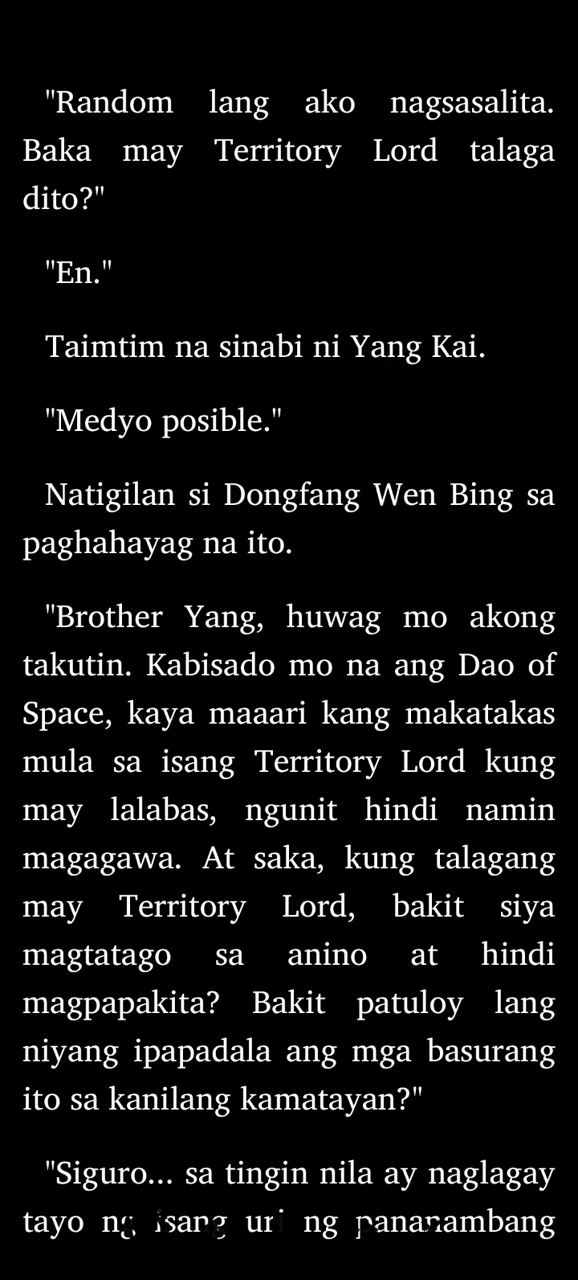 "Random lang ako nagsasalita.
Baka may Territory Lord talaga
dito?"
"En."
Taimtim na sinabi ni Yang Kai.
"Medyo posible."
Natigilan si Dongfang Wen Bing sa
paghahayag na ito.
"Brother Yang, huwag mo akong
takutin. Kabisado mo na ang Dao of
Space, kaya maaari kang makatakas
mula sa isang Territory Lord kung
may lalabas, ngunit hindi namin
magagawa. At saka, kung talagang
may Territory Lord, bakit siya
magtatago sa anino at hindi
magpapakita? Bakit patuloy lang
niyang ipapadala ang mga basurang
ito sa kanilang kamatayan?"
"Siguro... sa tingin nila ay naglagay
tayo ng isang uri ng pananambang